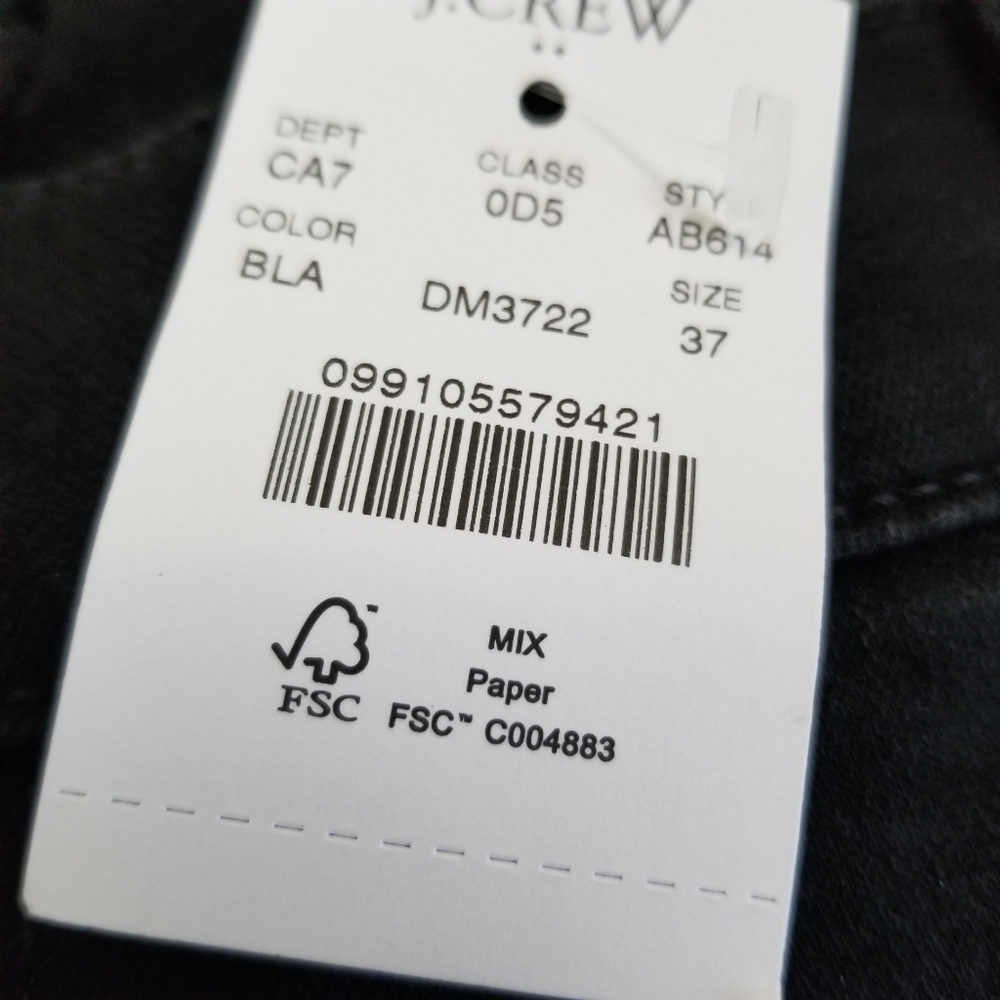 J.CREW
DEPT CLASS STY
CA7 0D5 AB614
COLOR SIZE
BLA DM3722 37
099105579421
FSC
MIX
Paper
FSC™ C004883